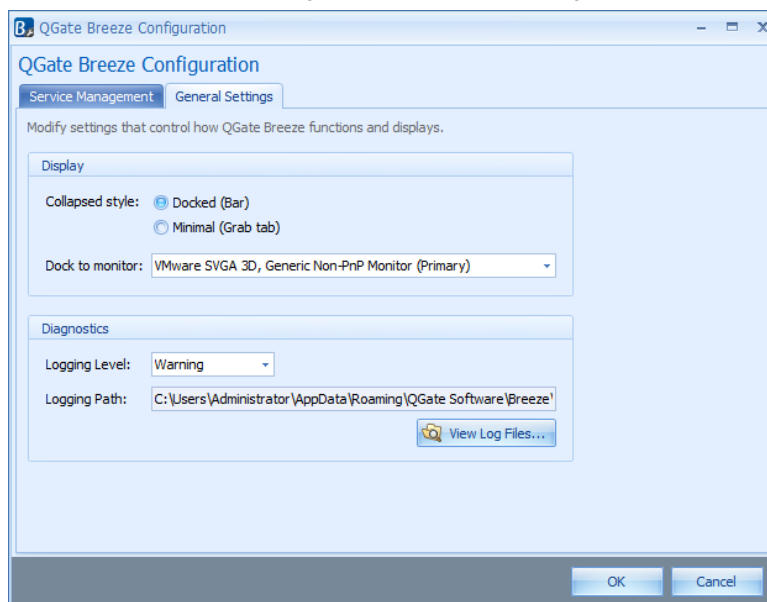 QGate Breeze Configuration
QGate Breeze Configuration
Service Management General Settings
Modify settings that control how QGate Breeze functions and displays.
Display
Collapsed style: Docked (Bar)
Minimal (Grab tab)
Dock to monitor: VMware SVGA 3D, Generic Non-PnP Monitor (Primary)
Diagnostics
Logging Level: Warning
Logging Path: C:\Users\Administrator\AppData\Roaming\QGate Software\Breeze\
View Log Files...
OK Cancel